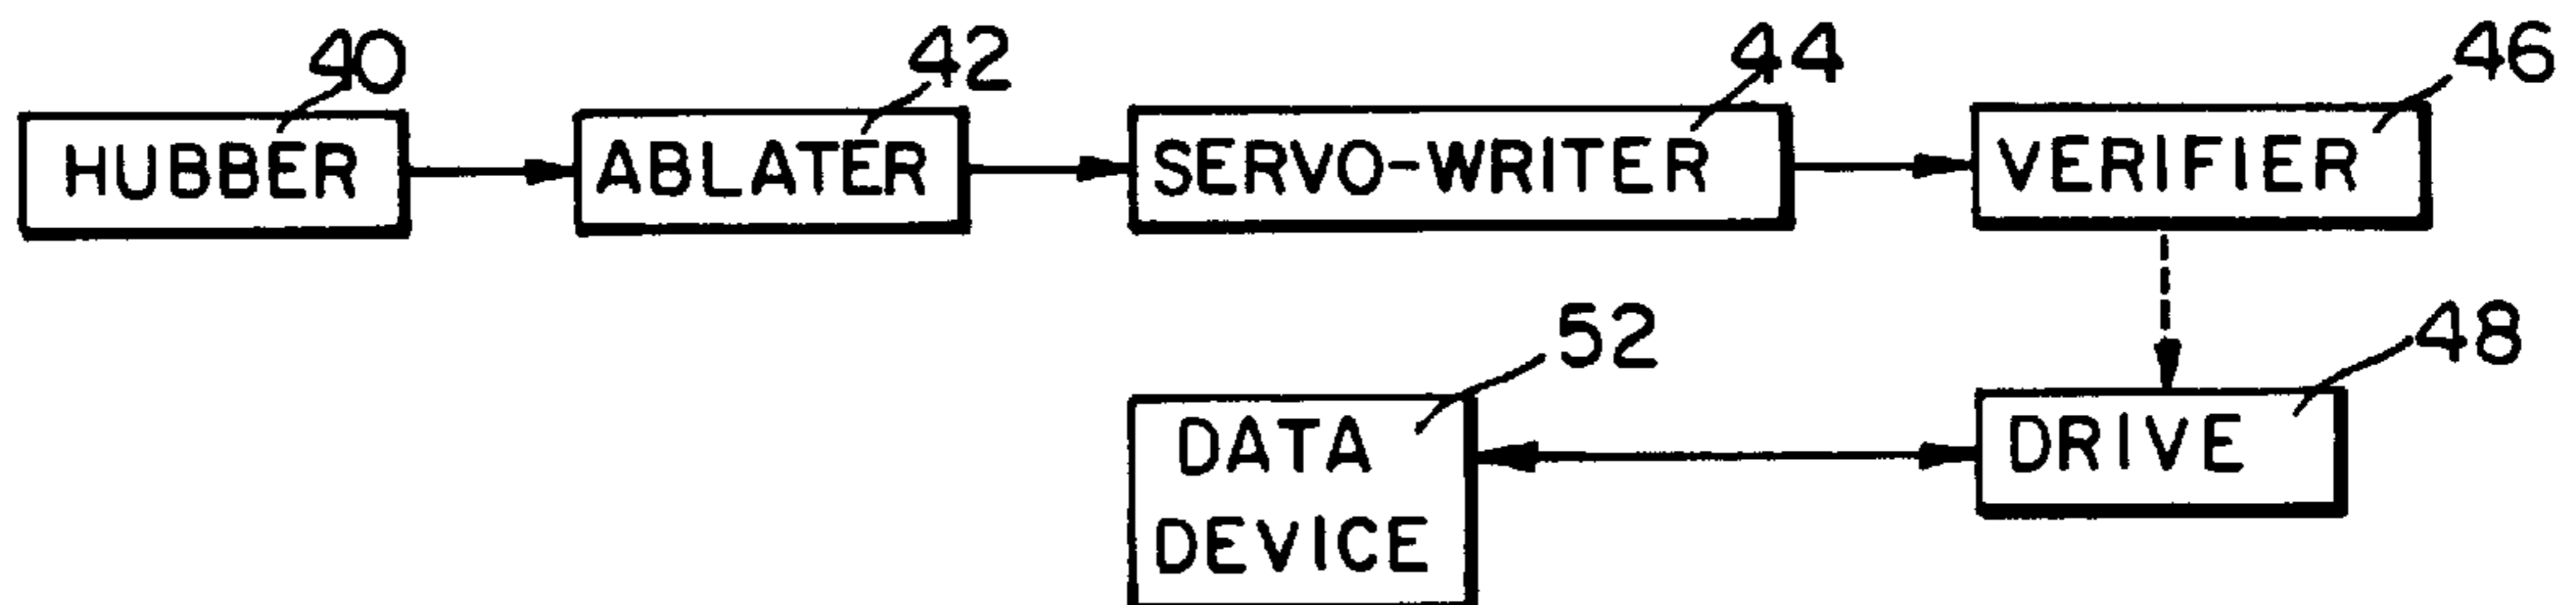 40 42 44 46
HUBBER ABLATER SERVO-WRITER VERIFIER
52 48
DATA DRIVE
DEVICE